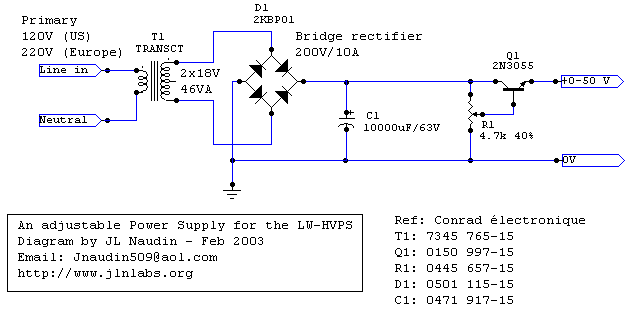 Primary
120V (US)
220V (Europe)
T1
TRANSCT
D1
2KBP01
Bridge rectifier
200V/10A
Q1
2N3055
Line in
2x18V
46VA
+0-50 V
C1
10000uF/63V
R1
4.7k 40%
Neutral
0V
An adjustable Power Supply for the LW-HVPS
Diagram by JL Naudin - Feb 2003
Email: Jnaudin509@aol.com
http://www.jlnlabs.org
Ref: Conrad électronique
T1: 7345 765-15
Q1: 0150 997-15
R1: 0445 657-15
D1: 0501 115-15
C1: 0471 917-15